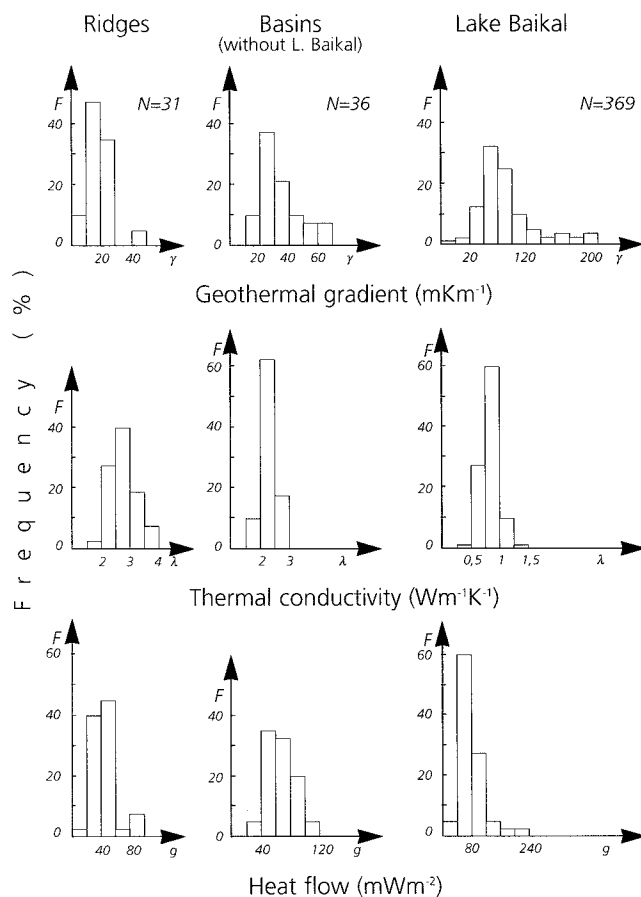 Ridges
Basins
(without L. Baikal)
Lake Baikal
F N=31
40
20
0
20 40 γ
F N=36
40
20
0
20 40 60 γ
F N=369
40
20
0
20 120 200 γ
Geothermal gradient (mKm⁻¹)
Frequency (%)
F
60
40
20
0
2 3 4 λ
F
60
40
20
0
2 3 λ
F
60
40
20
0
0,5 1 1,5 λ
Thermal conductivity (Wm⁻¹K⁻¹)
F
60
40
20
0
40 80 g
F
40
20
0
40 120 g
F
60
40
20
0
80 240 g
Heat flow (mWm⁻²)